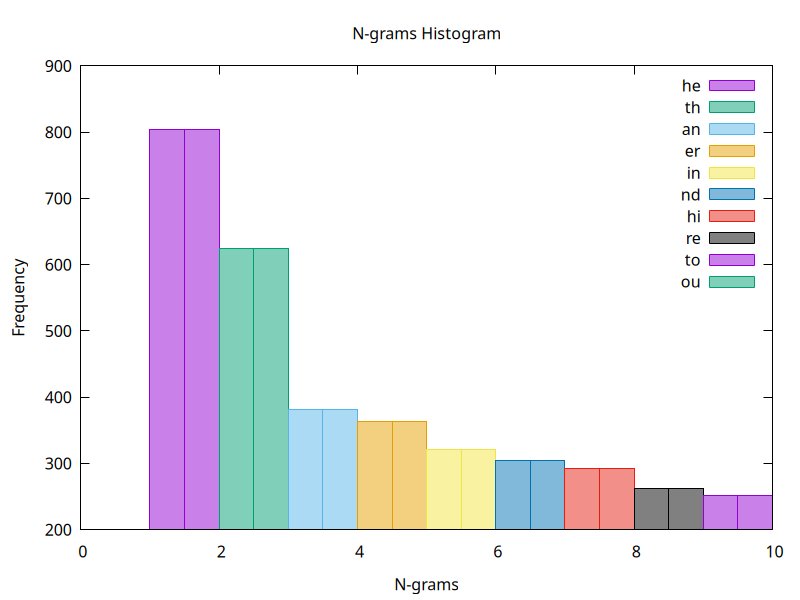 N-grams Histogram
900
800
700
600
500
400
300
200
Frequency
he
th
an
er
in
nd
hi
re
to
ou
0 2 4 6 8 10
N-grams